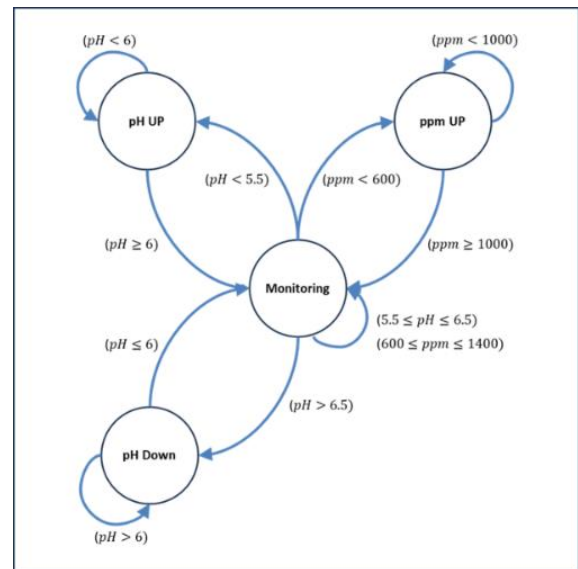 (pH < 6)
(ppm < 1000)
pH UP
ppm UP
(pH < 5.5)
(ppm < 600)
(pH ≥ 6)
(ppm ≥ 1000)
Monitoring
(5.5 ≤ pH ≤ 6.5)
(600 ≤ ppm ≤ 1400)
(pH ≤ 6)
(pH > 6.5)
pH Down
(pH > 6)